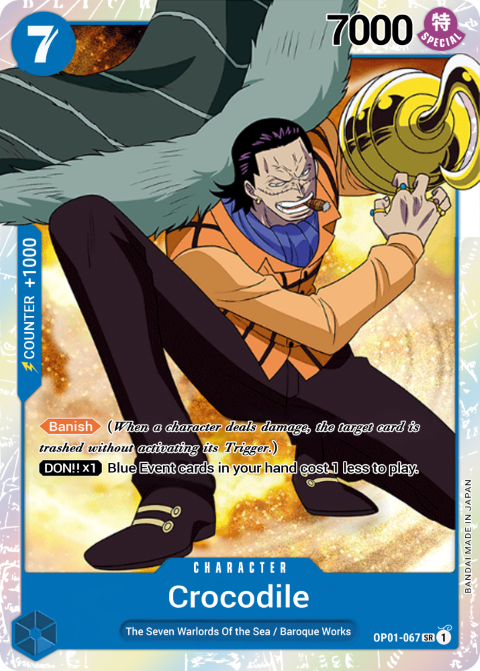 7
7000
特
SPECIAL
COUNTER +1000
Banish (When a character deals damage, the target card is
trashed without activating its Trigger.)
DON!! x1 Blue Event cards in your hand cost 1 less to play.
BANDAI MADE IN JAPAN
CHARACTER
Crocodile
The Seven Warlords Of the Sea / Baroque Works
OP01-067 SR 1